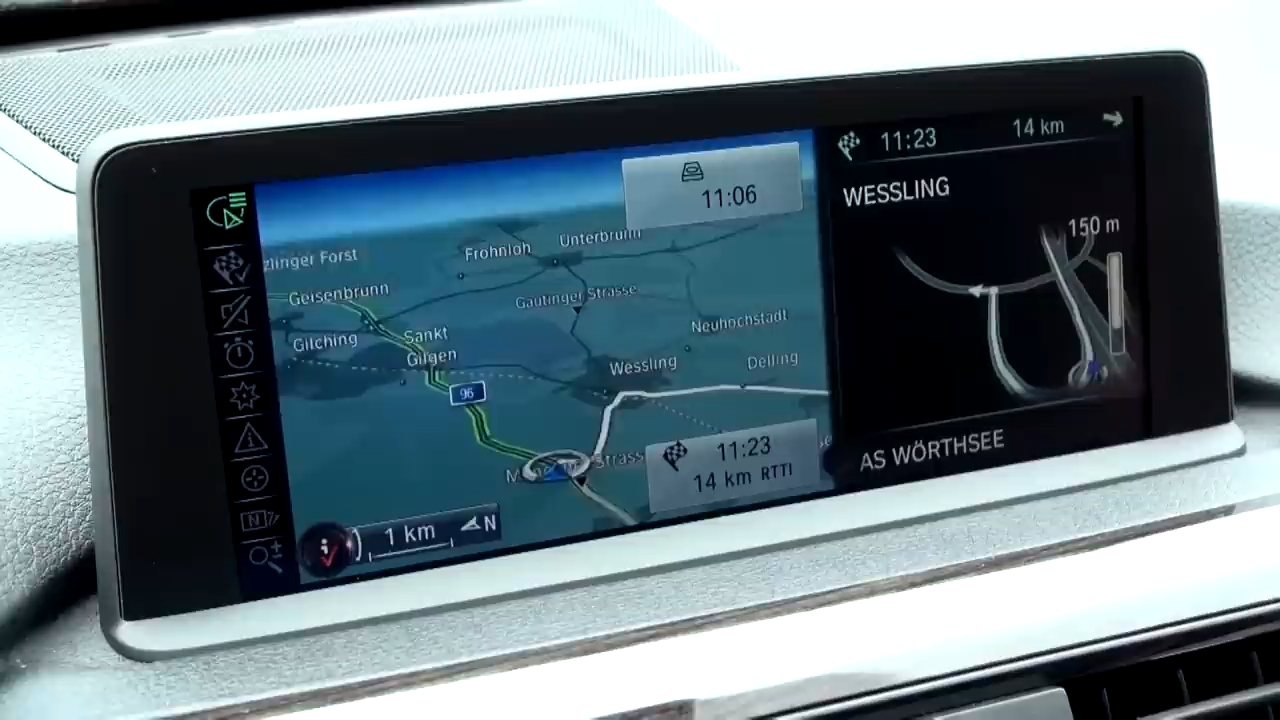 11:06
zlinger Forst
Frohnloh
Unterbrunn
Geisenbrunn
Gautinger Strasse
Gilching
Sankt
Gilgen
Neuhochstadt
Wessling
Delling
96
11:23
14 km RTTI
1 km
N
N
11:23
14 km
WESSLING
150 m
AS WÖRTHSEE